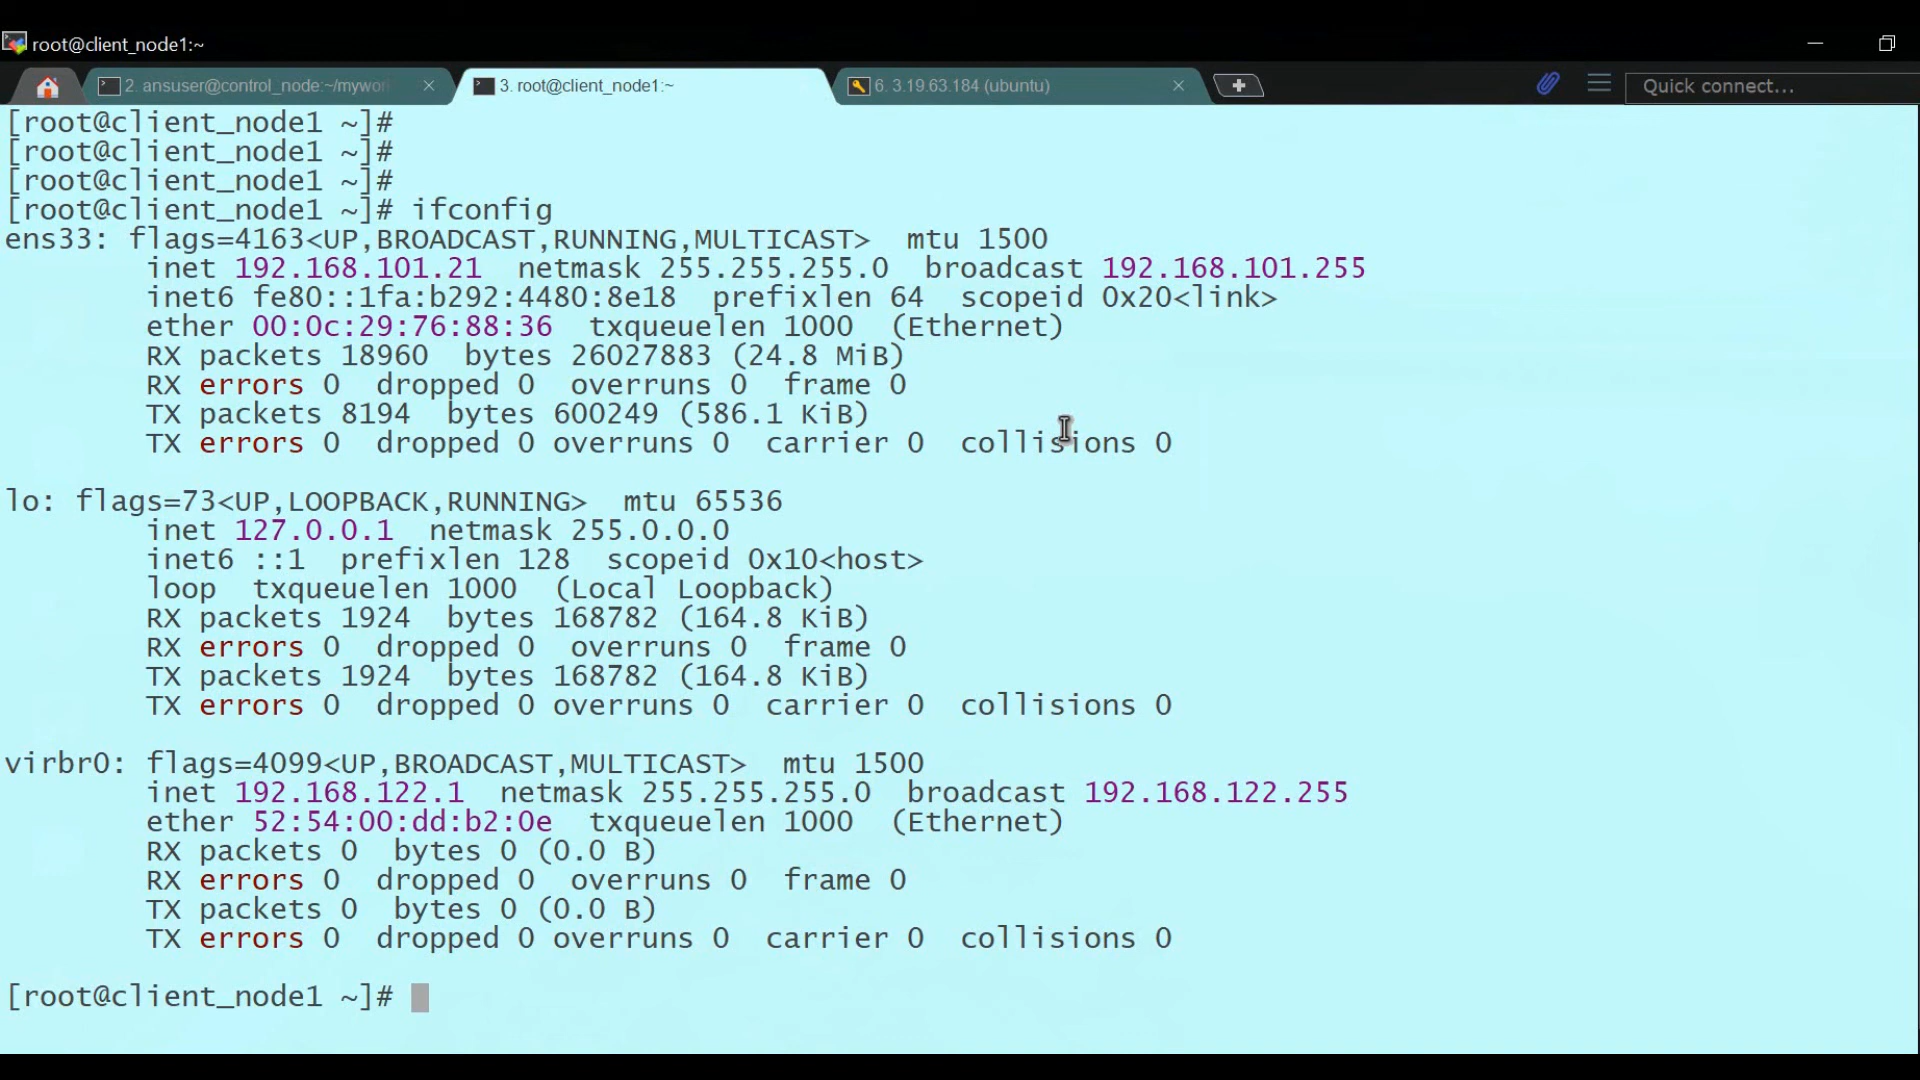 root@client_node1:~
2. ansuser@control_node:~/mywor
3. root@client_node1:~
6. 3.19.63.184 (ubuntu)
Quick connect...
[root@client_node1 ~]#
[root@client_node1 ~]#
[root@client_node1 ~]#
[root@client_node1 ~]# ifconfig
ens33: flags=4163<UP,BROADCAST,RUNNING,MULTICAST>  mtu 1500
        inet 192.168.101.21  netmask 255.255.255.0  broadcast 192.168.101.255
        inet6 fe80::1fa:b292:4480:8e18  prefixlen 64  scopeid 0x20<link>
        ether 00:0c:29:76:88:36  txqueuelen 1000  (Ethernet)
        RX packets 18960  bytes 26027883 (24.8 MiB)
        RX errors 0  dropped 0  overruns 0  frame 0
        TX packets 8194  bytes 600249 (586.1 KiB)
        TX errors 0  dropped 0 overruns 0  carrier 0  collisions 0
lo: flags=73<UP,LOOPBACK,RUNNING>  mtu 65536
        inet 127.0.0.1  netmask 255.0.0.0
        inet6 ::1  prefixlen 128  scopeid 0x10<host>
        loop  txqueuelen 1000  (Local Loopback)
        RX packets 1924  bytes 168782 (164.8 KiB)
        RX errors 0  dropped 0  overruns 0  frame 0
        TX packets 1924  bytes 168782 (164.8 KiB)
        TX errors 0  dropped 0 overruns 0  carrier 0  collisions 0
virbr0: flags=4099<UP,BROADCAST,MULTICAST>  mtu 1500
        inet 192.168.122.1  netmask 255.255.255.0  broadcast 192.168.122.255
        ether 52:54:00:dd:b2:0e  txqueuelen 1000  (Ethernet)
        RX packets 0  bytes 0 (0.0 B)
        RX errors 0  dropped 0  overruns 0  frame 0
        TX packets 0  bytes 0 (0.0 B)
        TX errors 0  dropped 0 overruns 0  carrier 0  collisions 0
[root@client_node1 ~]#